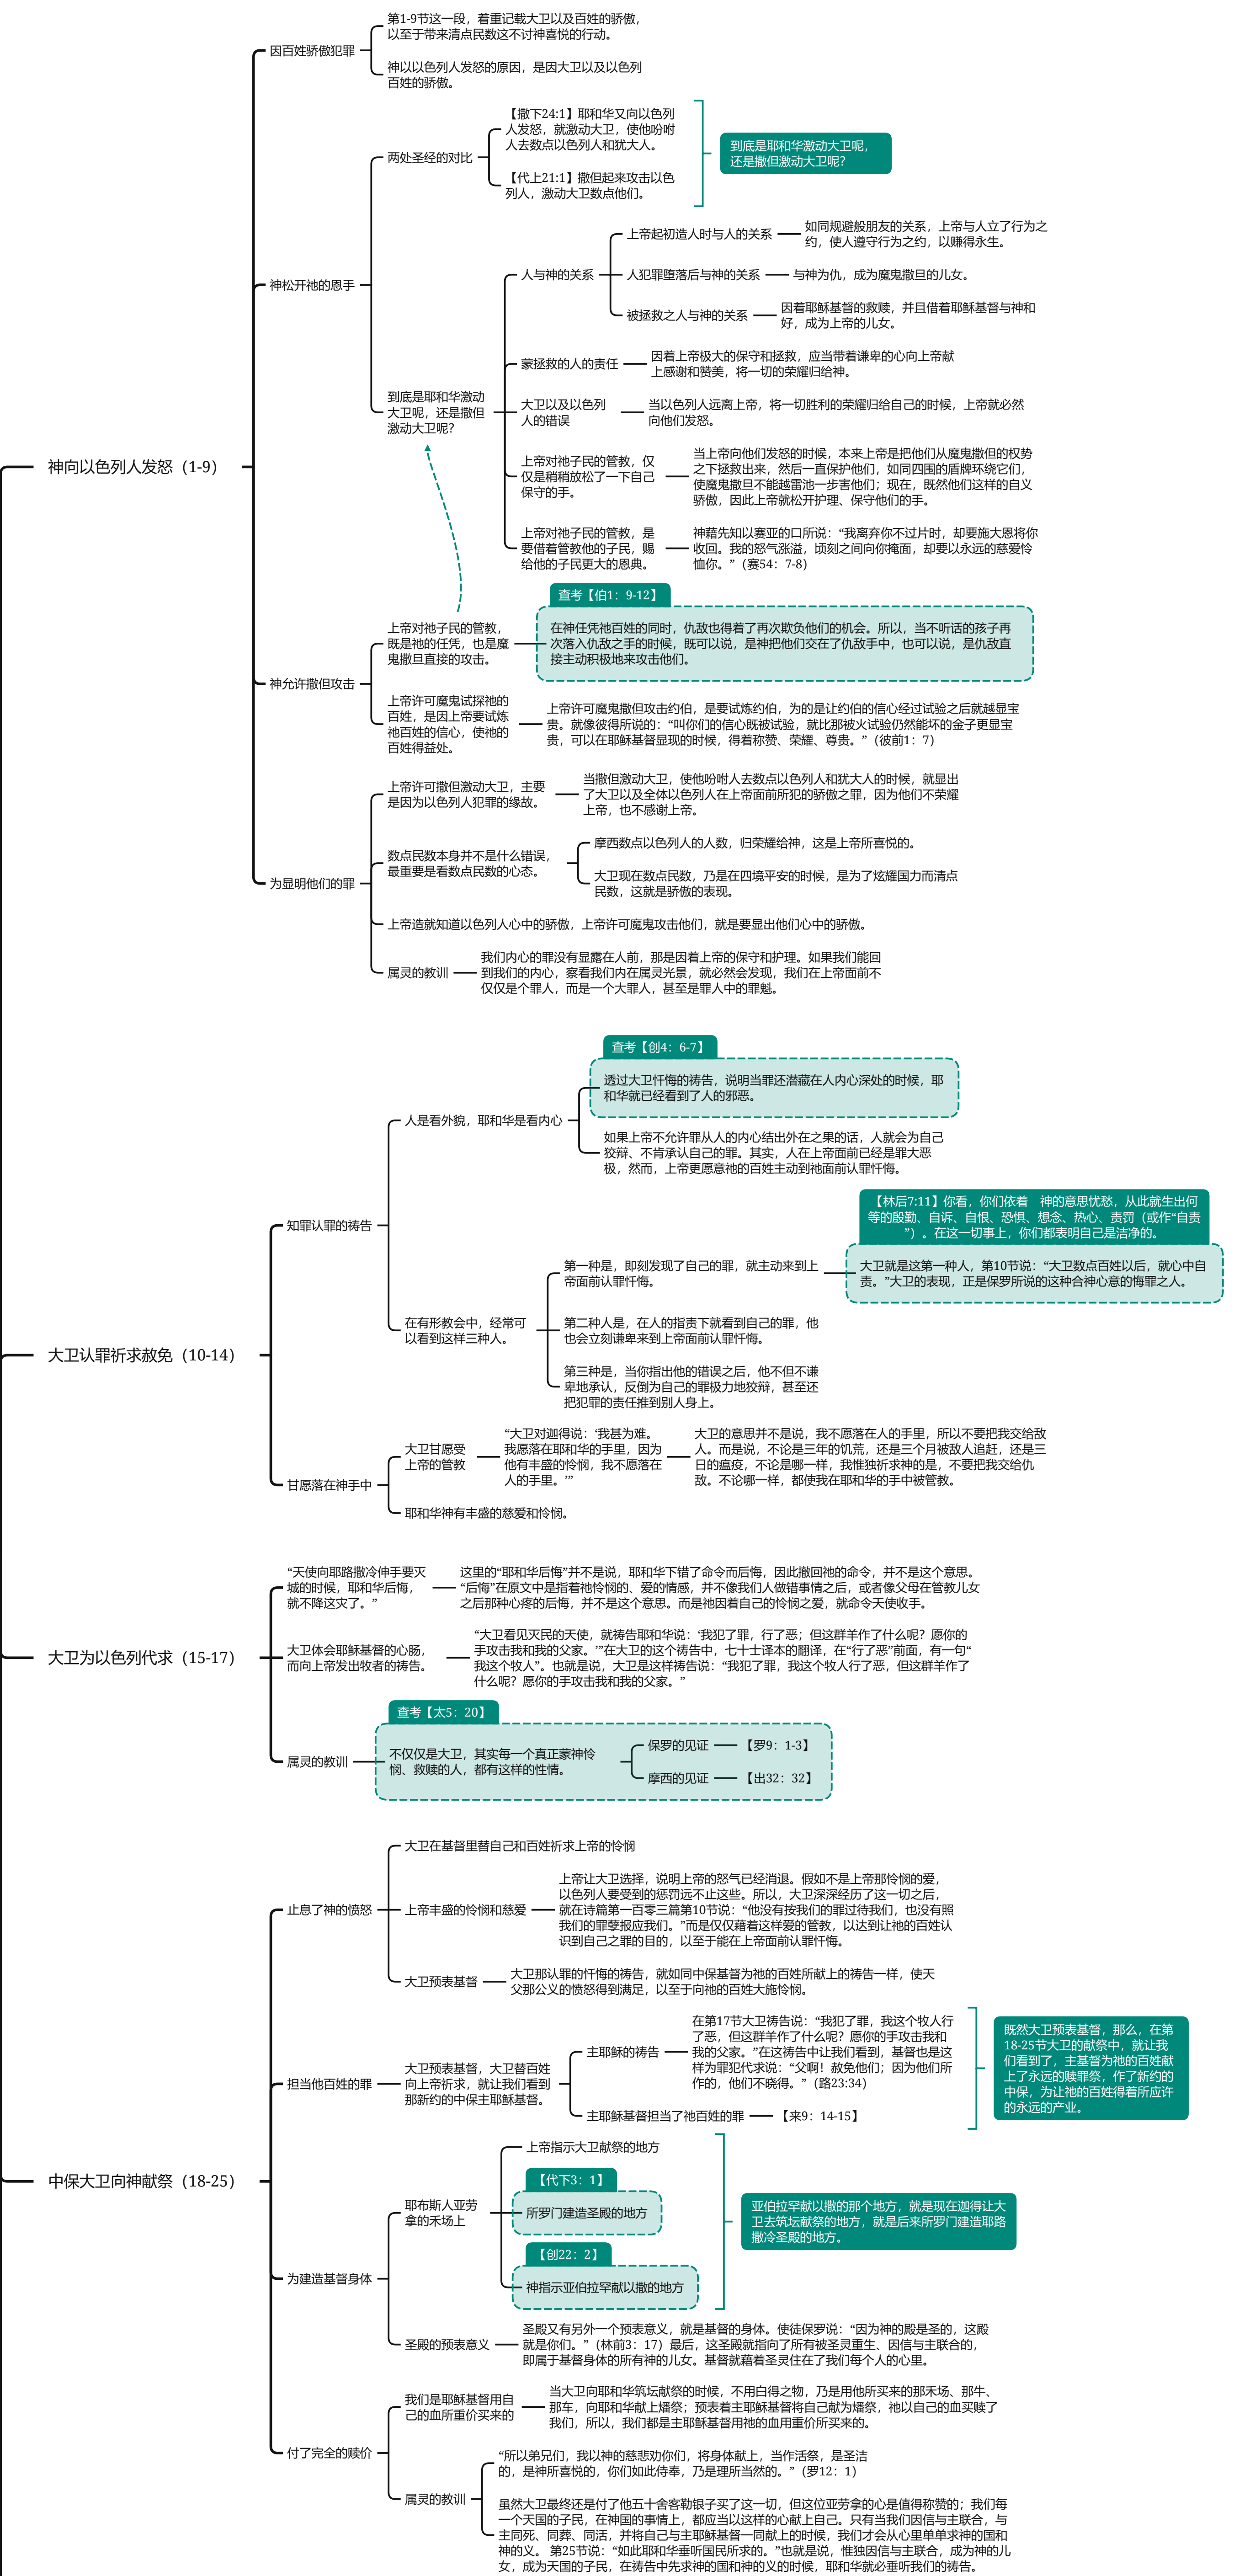 神向以色列人发怒（1-9）
因百姓骄傲犯罪
第1-9节这一段，着重记载大卫以及百姓的骄傲，
以至于带来清点民数这不讨神喜悦的行动。
神以以色列人发怒的原因，是因大卫以及以色列
百姓的骄傲。
神松开祂的恩手
两处圣经的对比
【撒下24:1】耶和华又向以色列
人发怒，就激动大卫，使他吩咐
人去数点以色列人和犹大人。
【代上21:1】撒但起来攻击以色
列人，激动大卫数点他们。
到底是耶和华激动大卫呢，
还是撒但激动大卫呢？
到底是耶和华激动
大卫呢，还是撒但
激动大卫呢？
人与神的关系
上帝起初造人时与人的关系
如同规避般朋友的关系，上帝与人立了行为之
约，使人遵守行为之约，以赚得永生。
人犯罪堕落后与神的关系
与神为仇，成为魔鬼撒旦的儿女。
被拯救之人与神的关系
因着耶稣基督的救赎，并且借着耶稣基督与神和
好，成为上帝的儿女。
蒙拯救的人的责任
因着上帝极大的保守和拯救，应当带着谦卑的心向上帝献
上感谢和赞美，将一切的荣耀归给神。
大卫以及以色列
人的错误
当以色列人远离上帝，将一切胜利的荣耀归给自己的时候，上帝就必然
向他们发怒。
上帝对祂子民的管教，仅
仅是稍稍放松了一下自己
保守的手。
当上帝向他们发怒的时候，本来上帝是把他们从魔鬼撒但的权势
之下拯救出来，然后一直保护他们，如同四围的盾牌环绕它们，
使魔鬼撒旦不能越雷池一步害他们；现在，既然他们这样的自义
骄傲，因此上帝就松开护理、保守他们的手。
上帝对祂子民的管教，是
要借着管教他的子民，赐
给他的子民更大的恩典。
神藉先知以赛亚的口所说：“我离弃你不过片时，却要施大恩将你
收回。我的怒气涨溢，顷刻之间向你掩面，却要以永远的慈爱怜
恤你。”（赛54：7-8）
神允许撒但攻击
上帝对祂子民的管教，
既是祂的任凭，也是魔
鬼撒旦直接的攻击。
查考【伯1：9-12】
在神任凭祂百姓的同时，仇敌也得着了再次欺负他们的机会。所以，当不听话的孩子再
次落入仇敌之手的时候，既可以说，是神把他们交在了仇敌手中，也可以说，是仇敌直
接主动积极地来攻击他们。
上帝许可魔鬼试探祂的
百姓，是因上帝要试炼
祂百姓的信心，使祂的
百姓得益处。
上帝许可魔鬼撒但攻击约伯，是要试炼约伯，为的是让约伯的信心经过试验之后就越显宝
贵。就像彼得所说的：“叫你们的信心既被试验，就比那被火试验仍然能坏的金子更显宝
贵，可以在耶稣基督显现的时候，得着称赞、荣耀、尊贵。”（彼前1：7）
为显明他们的罪
上帝许可撒但激动大卫，主要
是因为以色列人犯罪的缘故。
当撒但激动大卫，使他吩咐人去数点以色列人和犹大人的时候，就显出
了大卫以及全体以色列人在上帝面前所犯的骄傲之罪，因为他们不荣耀
上帝，也不感谢上帝。
数点民数本身并不是什么错误，
最重要是看数点民数的心态。
摩西数点以色列人的人数，归荣耀给神，这是上帝所喜悦的。
大卫现在数点民数，乃是在四境平安的时候，是为了炫耀国力而清点
民数，这就是骄傲的表现。
上帝造就知道以色列人心中的骄傲，上帝许可魔鬼攻击他们，就是要显出他们心中的骄傲。
属灵的教训
我们内心的罪没有显露在人前，那是因着上帝的保守和护理。如果我们能回
到我们的内心，察看我们内在属灵光景，就必然会发现，我们在上帝面前不
仅仅是个罪人，而是一个大罪人，甚至是罪人中的罪魁。
大卫认罪祈求赦免（10-14）
知罪认罪的祷告
人是看外貌，耶和华是看内心
查考【创4：6-7】
透过大卫忏悔的祷告，说明当罪还潜藏在人内心深处的时候，耶
和华就已经看到了人的邪恶。
如果上帝不允许罪从人的内心结出外在之果的话，人就会为自己
狡辩、不肯承认自己的罪。其实，人在上帝面前已经是罪大恶
极，然而，上帝更愿意祂的百姓主动到祂面前认罪忏悔。
在有形教会中，经常可
以看到这样三种人。
第一种是，即刻发现了自己的罪，就主动来到上
帝面前认罪忏悔。
【林后7:11】你看，你们依着　神的意思忧愁，从此就生出何
等的殷勤、自诉、自恨、恐惧、想念、热心、责罚（或作“自责
”）。在这一切事上，你们都表明自己是洁净的。
大卫就是这第一种人，第10节说：“大卫数点百姓以后，就心中自
责。”大卫的表现，正是保罗所说的这种合神心意的悔罪之人。
第二种人是，在人的指责下就看到自己的罪，他
也会立刻谦卑来到上帝面前认罪忏悔。
第三种是，当你指出他的错误之后，他不但不谦
卑地承认，反倒为自己的罪极力地狡辩，甚至还
把犯罪的责任推到别人身上。
甘愿落在神手中
大卫甘愿受
上帝的管教
“大卫对迦得说：‘我甚为难。
我愿落在耶和华的手里，因为
他有丰盛的怜悯，我不愿落在
人的手里。’”
大卫的意思并不是说，我不愿落在人的手里，所以不要把我交给敌
人。而是说，不论是三年的饥荒，还是三个月被敌人追赶，还是三
日的瘟疫，不论是哪一样，我惟独祈求神的是，不要把我交给仇
敌。不论哪一样，都使我在耶和华的手中被管教。
耶和华神有丰盛的慈爱和怜悯。
大卫为以色列代求（15-17）
“天使向耶路撒冷伸手要灭
城的时候，耶和华后悔，
就不降这灾了。”
这里的“耶和华后悔”并不是说，耶和华下错了命令而后悔，因此撤回祂的命令，并不是这个意思。
“后悔”在原文中是指着祂怜悯的、爱的情感，并不像我们人做错事情之后，或者像父母在管教儿女
之后那种心疼的后悔，并不是这个意思。而是祂因着自己的怜悯之爱，就命令天使收手。
大卫体会耶稣基督的心肠，
而向上帝发出牧者的祷告。
“大卫看见灭民的天使，就祷告耶和华说：‘我犯了罪，行了恶；但这群羊作了什么呢？愿你的
手攻击我和我的父家。’”在大卫的这个祷告中，七十士译本的翻译，在“行了恶”前面，有一句“
我这个牧人”。也就是说，大卫是这样祷告说：“我犯了罪，我这个牧人行了恶，但这群羊作了
什么呢？愿你的手攻击我和我的父家。”
属灵的教训
查考【太5：20】
不仅仅是大卫，其实每一个真正蒙神怜
悯、救赎的人，都有这样的性情。
保罗的见证
【罗9：1-3】
摩西的见证
【出32：32】
中保大卫向神献祭（18-25）
止息了神的愤怒
大卫在基督里替自己和百姓祈求上帝的怜悯
上帝丰盛的怜悯和慈爱
上帝让大卫选择，说明上帝的怒气已经消退。假如不是上帝那怜悯的爱，
以色列人要受到的惩罚远不止这些。所以，大卫深深经历了这一切之后，
就在诗篇第一百零三篇第10节说：“他没有按我们的罪过待我们，也没有照
我们的罪孽报应我们。”而是仅仅藉着这样爱的管教，以达到让祂的百姓认
识到自己之罪的目的，以至于能在上帝面前认罪忏悔。
大卫预表基督
大卫那认罪的忏悔的祷告，就如同中保基督为祂的百姓所献上的祷告一样，使天
父那公义的愤怒得到满足，以至于向祂的百姓大施怜悯。
担当他百姓的罪
大卫预表基督，大卫替百姓
向上帝祈求，就让我们看到
那新约的中保主耶稣基督。
主耶稣的祷告
在第17节大卫祷告说：“我犯了罪，我这个牧人行
了恶，但这群羊作了什么呢？愿你的手攻击我和
我的父家。”在这祷告中让我们看到，基督也是这
样为罪犯代求说：“父啊！赦免他们；因为他们所
作的，他们不晓得。”（路23:34）
主耶稣基督担当了祂百姓的罪
【来9：14-15】
既然大卫预表基督，那么，在第
18-25节大卫的献祭中，就让我
们看到了，主基督为祂的百姓献
上了永远的赎罪祭，作了新约的
中保，为让祂的百姓得着所应许
的永远的产业。
为建造基督身体
耶布斯人亚劳
拿的禾场上
上帝指示大卫献祭的地方
【代下3：1】
所罗门建造圣殿的地方
【创22：2】
神指示亚伯拉罕献以撒的地方
亚伯拉罕献以撒的那个地方，就是现在迦得让大
卫去筑坛献祭的地方，就是后来所罗门建造耶路
撒冷圣殿的地方。
圣殿的预表意义
圣殿又有另外一个预表意义，就是基督的身体。使徒保罗说：“因为神的殿是圣的，这殿
就是你们。”（林前3：17）最后，这圣殿就指向了所有被圣灵重生、因信与主联合的，
即属于基督身体的所有神的儿女。基督就藉着圣灵住在了我们每个人的心里。
付了完全的赎价
我们是耶稣基督用自
己的血所重价买来的
当大卫向耶和华筑坛献祭的时候，不用白得之物，乃是用他所买来的那禾场、那牛、
那车，向耶和华献上燔祭；预表着主耶稣基督将自己献为燔祭，祂以自己的血买赎了
我们，所以，我们都是主耶稣基督用祂的血用重价所买来的。
属灵的教训
“所以弟兄们，我以神的慈悲劝你们，将身体献上，当作活祭，是圣洁
的，是神所喜悦的，你们如此侍奉，乃是理所当然的。”（罗12：1）
虽然大卫最终还是付了他五十舍客勒银子买了这一切，但这位亚劳拿的心是值得称赞的；我们每
一个天国的子民，在神国的事情上，都应当以这样的心献上自己。只有当我们因信与主联合，与
主同死、同葬、同活，并将自己与主耶稣基督一同献上的时候，我们才会从心里单单求神的国和
神的义。 第25节说：“如此耶和华垂听国民所求的。”也就是说，惟独因信与主联合，成为神的儿
女，成为天国的子民，在祷告中先求神的国和神的义的时候，耶和华就必垂听我们的祷告。